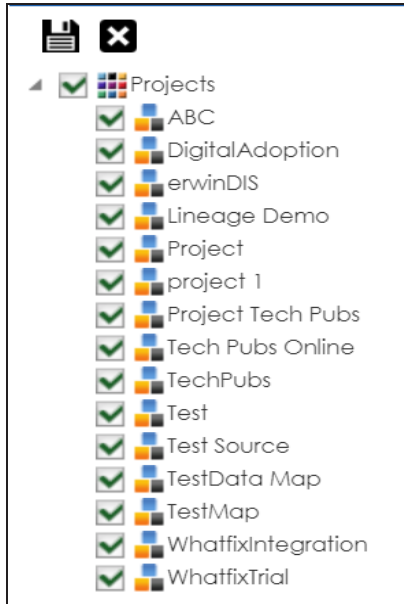 Projects
ABC
DigitalAdoption
erwinDIS
Lineage Demo
Project
project 1
Project Tech Pubs
Tech Pubs Online
TechPubs
Test
Test Source
TestData Map
TestMap
WhatfixIntegration
WhatfixTrial